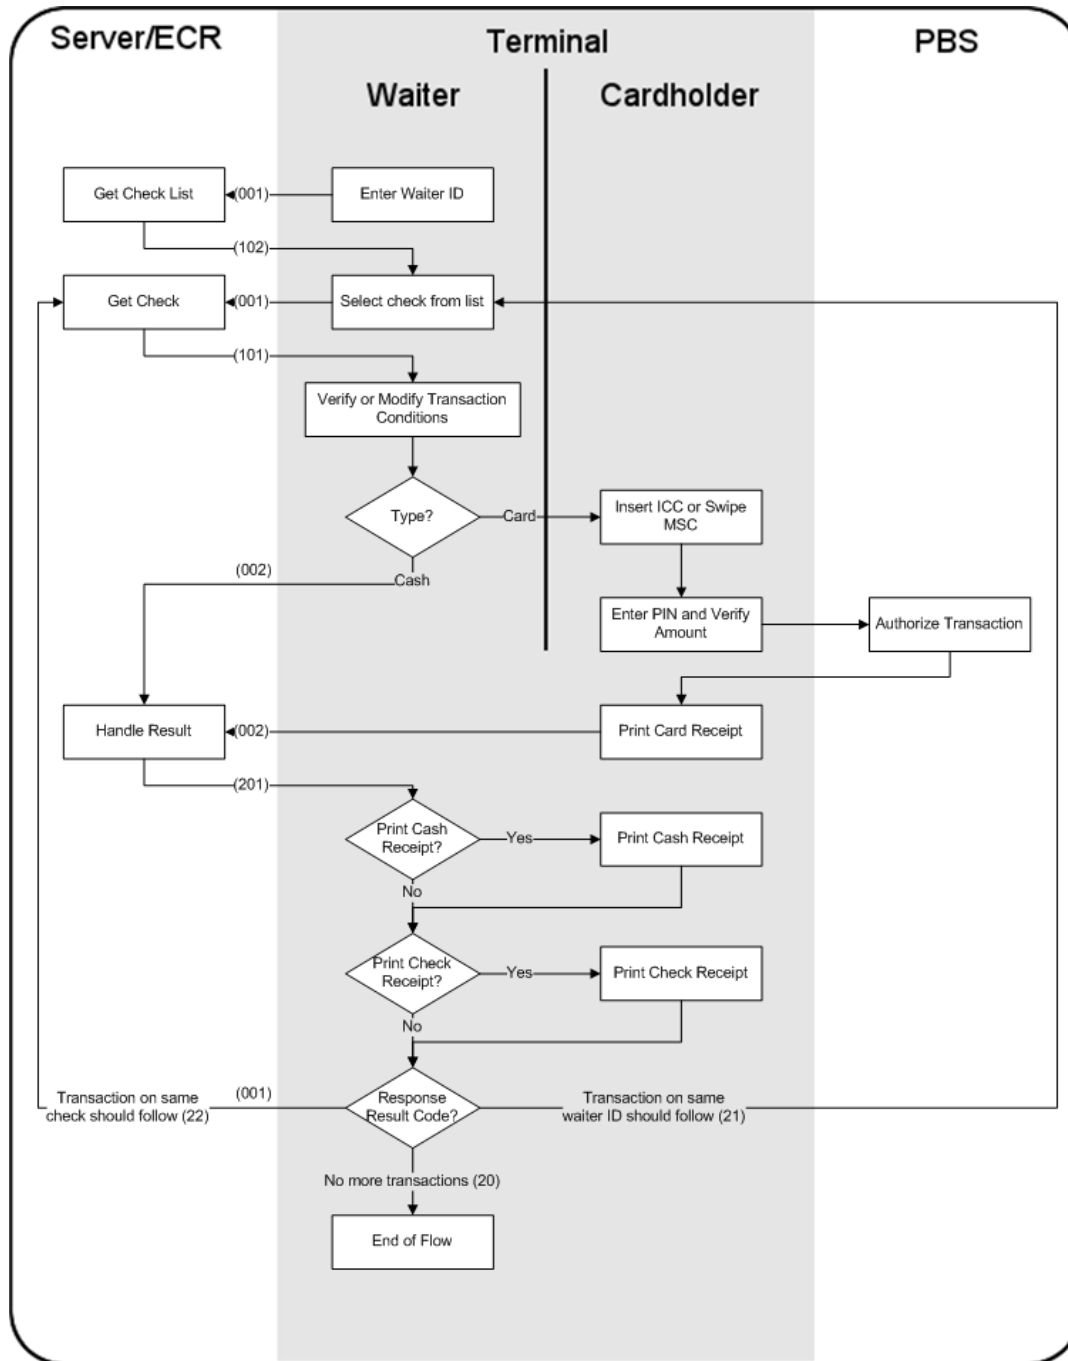 Server/ECR
Terminal
PBS
Waiter
Cardholder
Get Check List
(001)
Enter Waiter ID
(102)
Get Check
(001)
Select check from list
(101)
Verify or Modify Transaction
Conditions
Type?
Card
Insert ICC or Swipe
MSC
(002)
Cash
Enter PIN and Verify
Amount
Authorize Transaction
Handle Result
(002)
Print Card Receipt
(201)
Print Cash
Receipt?
Yes
Print Cash Receipt
No
Print Check
Receipt?
Yes
Print Check Receipt
No
Transaction on same
check should follow (22)
(001)
Response
Result Code?
Transaction on same
waiter ID should follow (21)
No more transactions (20)
End of Flow